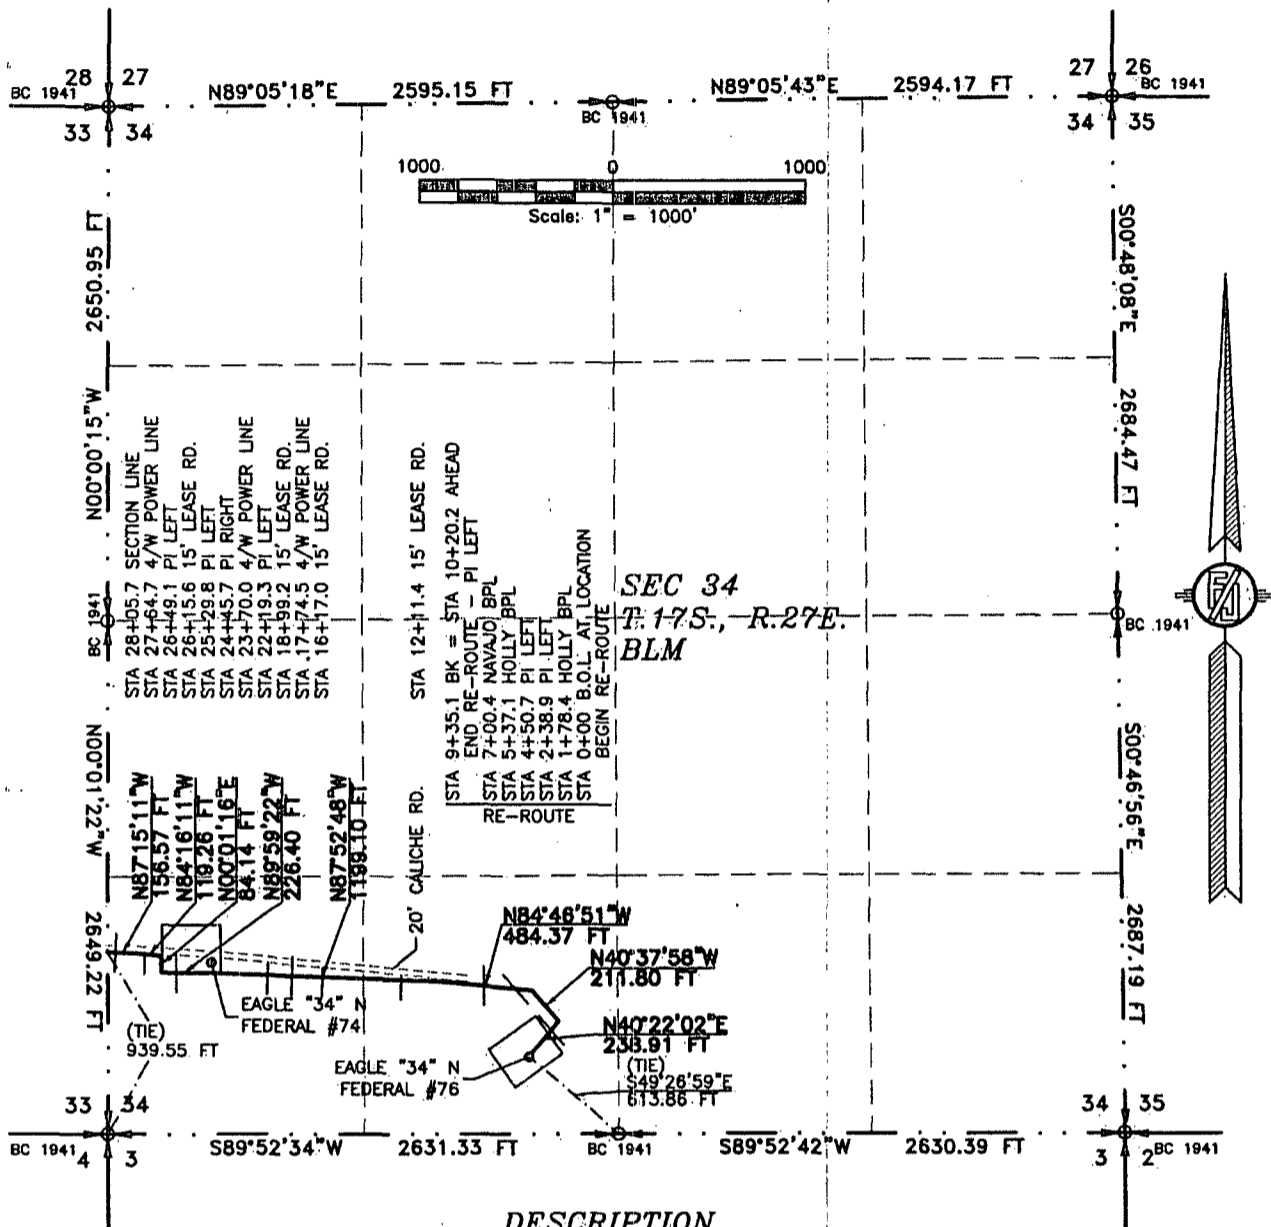 28 27
BC 1941
33 34
N89°05'18"E 2595.15 FT
BC 1941
N89°05'43"E 2594.17 FT
27 26
BC 1941
34 35
1000 0 1000
Scale: 1" = 1000'
2650.95 FT
N00°00'15"W
S00°48'08"E
2684.47 FT
STA 28+05.7 SECTION LINE
STA 27+64.7 4/W POWER LINE
STA 26+49.1 PI LEFT
STA 26+15.6 15' LEASE RD.
STA 25+29.8 PI LEFT
STA 24+45.7 PI RIGHT
STA 23+70.0 4/W POWER LINE
STA 22+19.3 PI LEFT
STA 18+99.2 15' LEASE RD.
STA 17+74.5 4/W POWER LINE
STA 16+17.0 15' LEASE RD.
STA 12+11.4 15' LEASE RD.
STA 9+35.1 BK = STA 10+20.2 AHEAD
END RE-ROUTE - PI LEFT
STA 7+00.4 NAVAJO BPL
STA 5+37.1 HOLLY BPL
STA 4+50.7 PI LEFT
STA 2+38.9 PI LEFT
STA 1+78.4 HOLLY BPL
STA 0+00 B.O.L. AT LOCATION
BEGIN RE-ROUTE
RE-ROUTE
SEC 34
T.17S., R.27E.
BLM
BC 1941
BC 1941
N00°01'22"W
2649.22 FT
S00°46'56"E
2687.19 FT
N87°15'11"W
156.57 FT
N84°16'11"W
119.26 FT
N00°01'16"E
84.14 FT
N89°59'22"W
226.40 FT
N87°52'48"W
1199.10 FT
20' CALICHE RD.
N84°46'51"W
484.37 FT
N40°37'58"W
211.80 FT
N40°22'02"E
238.91 FT
(TIE)
S49°26'59"E
613.86 FT
EAGLE "34" N
FEDERAL #74
EAGLE "34" N
FEDERAL #76
(TIE)
939.55 FT
33 34
BC 1941
4 3
S89°52'34"W 2631.33 FT
BC 1941
S89°52'42"W 2630.39 FT
34 35
3 2
BC 1941
DESCRIPTION